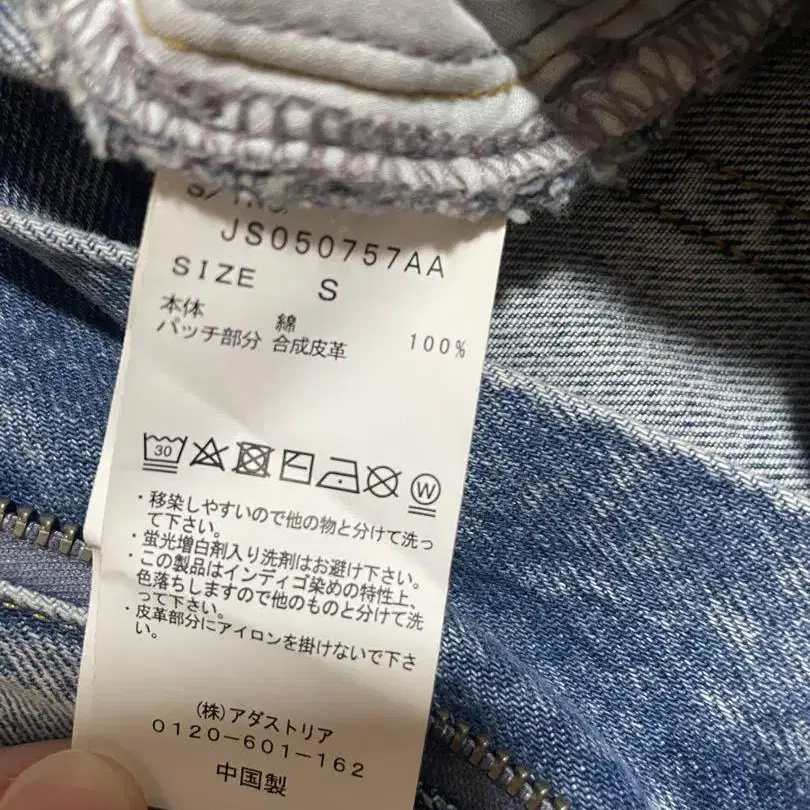 JS050757AA
SIZE S
本体 綿
パッチ部分 合成皮革 100%
30
W
・移染しやすいので他の物と分けて洗っ
て下さい。
・蛍光増白剤入り洗剤はお避け下さい。
・この製品はインディゴ染めの特性上、
色落ちしますので他のものと分けて洗
って下さい。
・皮革部分にアイロンを掛けないで下さ
い。
(株)アダストリア
0120-601-162
中国製